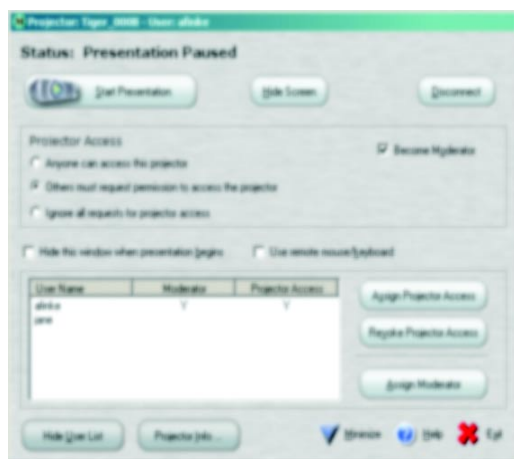 Projector: Tiger_0008 - User: alinke
Status: Presentation Paused
Start Presentation
Hide Screen
Disconnect
Projector Access
Become Moderator
Anyone can access this projector
Others must request permission to access the projector
Ignore all requests for projector access
Hide this window when presentation begins
Use remote mouse/keyboard
User Name Moderator Projector Access
alinke Y Y
Assign Projector Access
Revoke Projector Access
Assign Moderator
Hide User List
Projector Info ...
Minimize
Help
Exit